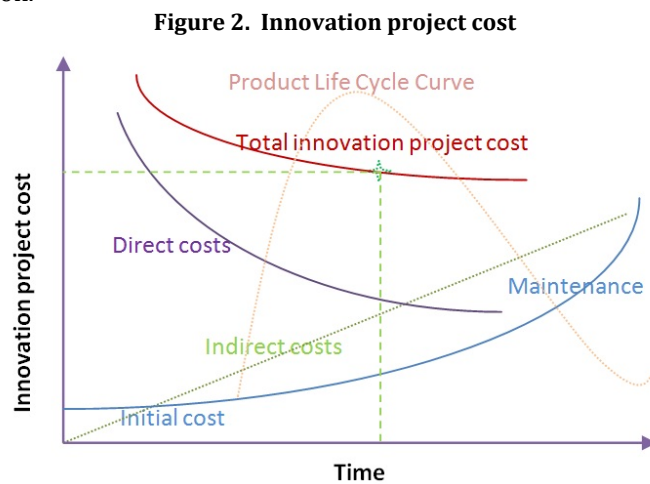 on.
Figure 2. Innovation project cost
Product Life Cycle Curve
Total innovation project cost
Direct costs
Maintenance
Indirect costs
Initial cost
Innovation project cost
Time